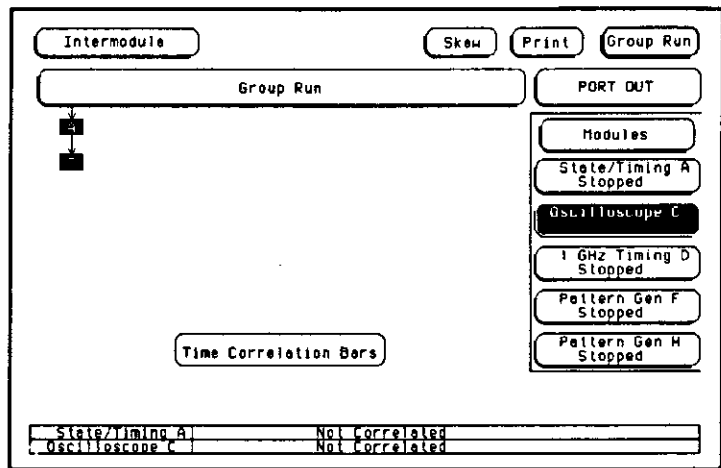 Intermodule Skew Print Group Run
Group Run PORT OUT
Modules
State/Timing A
Stopped
Oscilloscope C
1 GHz Timing D
Stopped
Pattern Gen F
Stopped
Pattern Gen H
Stopped
Time Correlation Bars
State/Timing A Not Correlated
Oscilloscope C Not Correlated